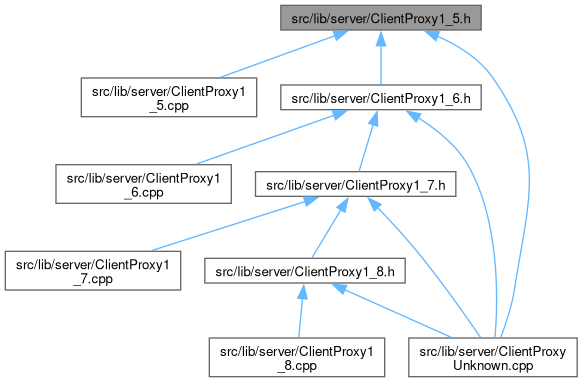 src/lib/server/ClientProxy1_5.h
src/lib/server/ClientProxy1
_5.cpp
src/lib/server/ClientProxy1_6.h
src/lib/server/ClientProxy1
_6.cpp
src/lib/server/ClientProxy1_7.h
src/lib/server/ClientProxy1
_7.cpp
src/lib/server/ClientProxy1_8.h
src/lib/server/ClientProxy1
_8.cpp
src/lib/server/ClientProxy
Unknown.cpp